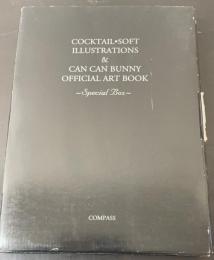 COCKTAIL•SOFT
ILLUSTRATIONS
&
CAN CAN BUNNY
OFFICIAL ART BOOK
~Special Box~
COMPASS